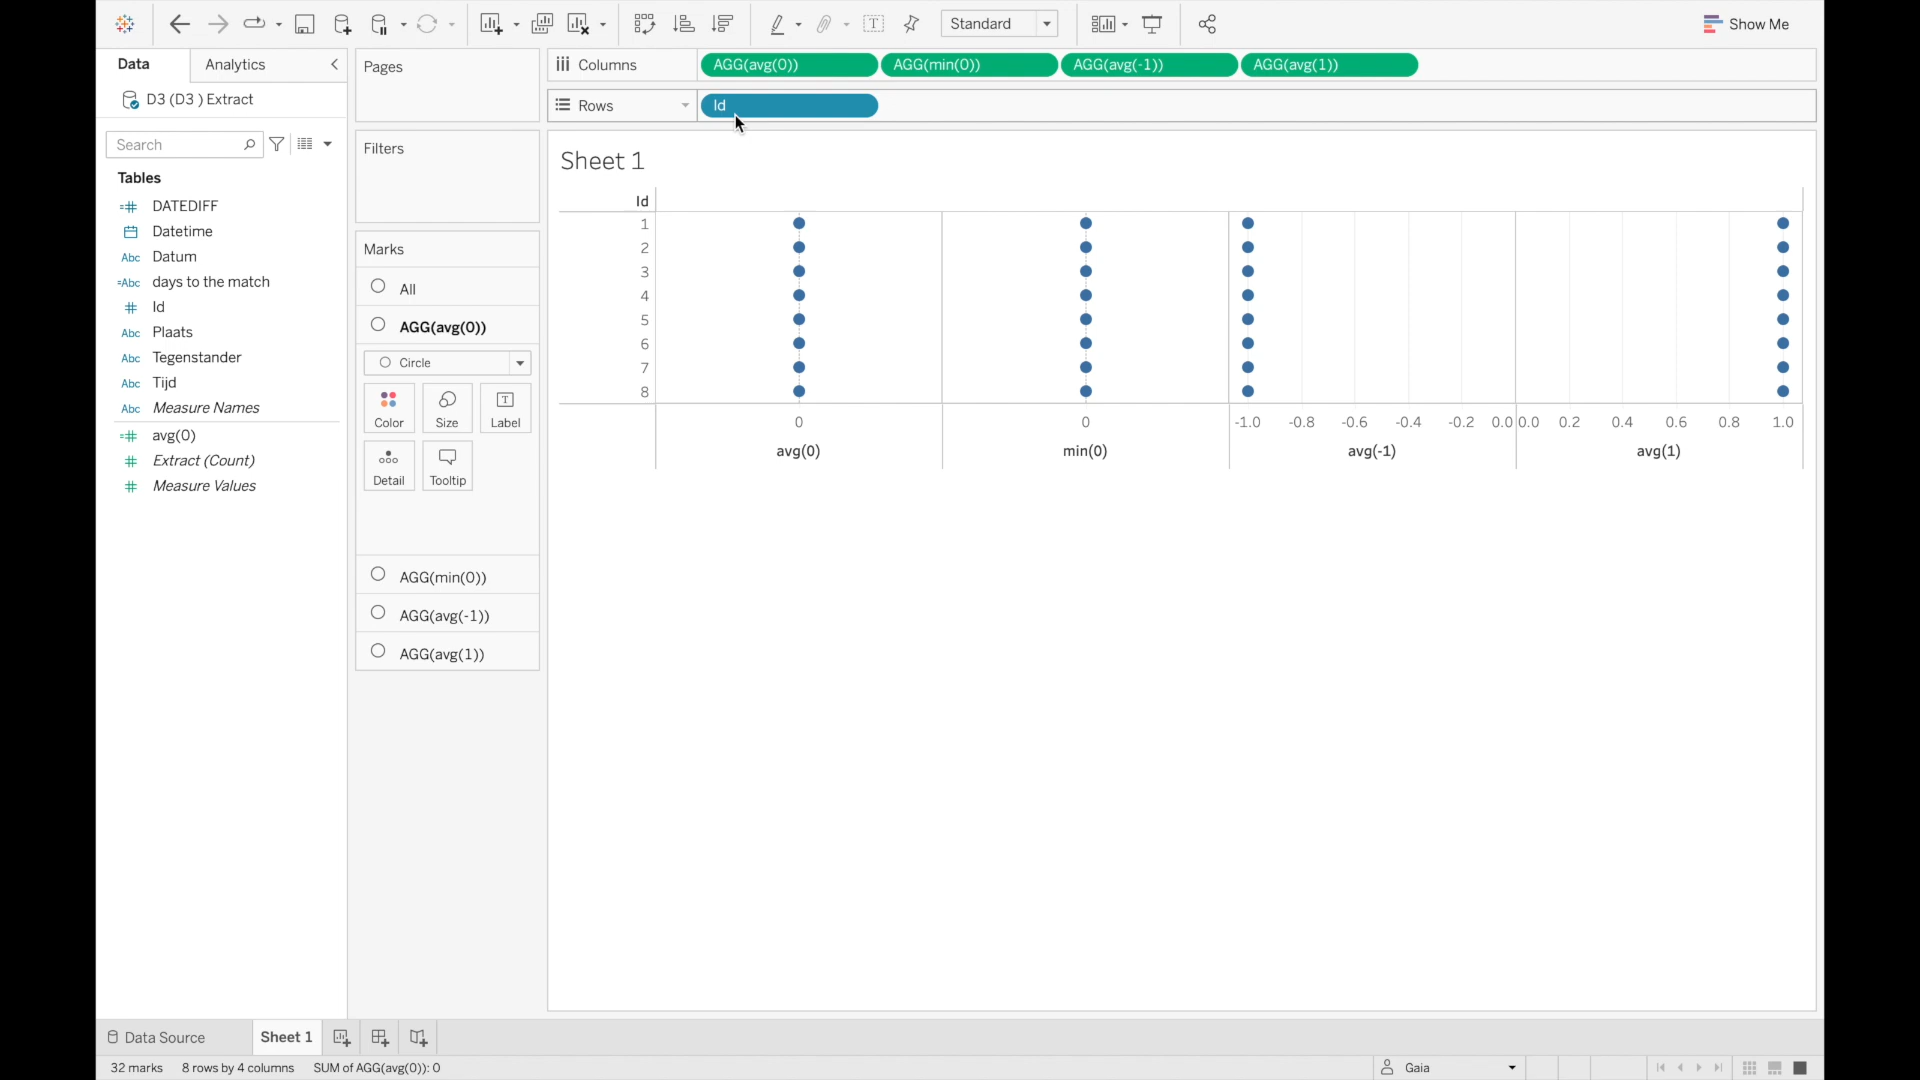 Standard
Show Me
Data
Analytics
D3 (D3 ) Extract
Search
Tables
DATEDIFF
Datetime
Abc Datum
=Abc days to the match
Id
Abc Plaats
Abc Tegenstander
Abc Tijd
Abc Measure Names
avg(0)
Extract (Count)
Measure Values
Pages
Filters
Marks
All
AGG(avg(0))
Circle
Color Size Label
Detail Tooltip
AGG(min(0))
AGG(avg(-1))
AGG(avg(1))
Columns AGG(avg(0)) AGG(min(0)) AGG(avg(-1)) AGG(avg(1))
Rows Id
Sheet 1
Id
1
2
3
4
5
6
7
8
0 0 -1.0 -0.8 -0.6 -0.4 -0.2 0.0 0.0 0.2 0.4 0.6 0.8 1.0
avg(0) min(0) avg(-1) avg(1)
Data Source Sheet 1
32 marks 8 rows by 4 columns SUM of AGG(avg(0)): 0 Gaia